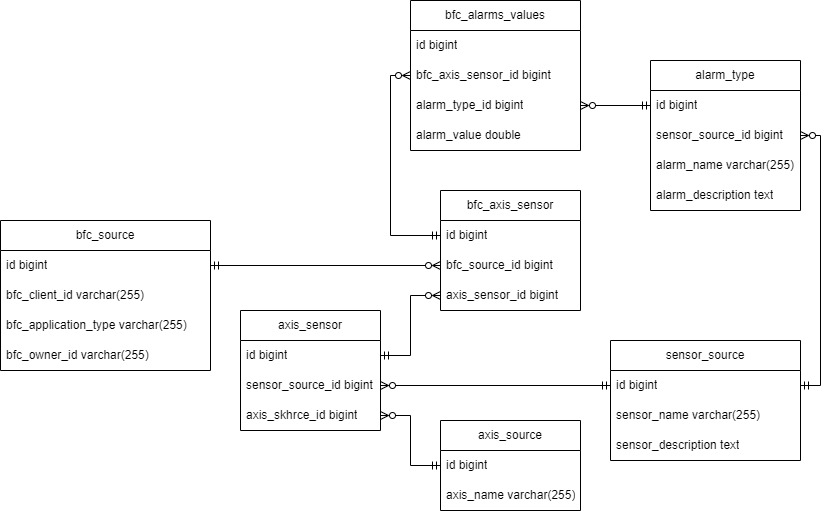 bfc_alarms_values
id bigint
bfc_axis_sensor_id bigint
alarm_type_id bigint
alarm_value double
alarm_type
id bigint
sensor_source_id bigint
alarm_name varchar(255)
alarm_description text
bfc_axis_sensor
id bigint
bfc_source_id bigint
axis_sensor_id bigint
bfc_source
id bigint
bfc_client_id varchar(255)
bfc_application_type varchar(255)
bfc_owner_id varchar(255)
axis_sensor
id bigint
sensor_source_id bigint
axis_skhrce_id bigint
sensor_source
id bigint
sensor_name varchar(255)
sensor_description text
axis_source
id bigint
axis_name varchar(255)